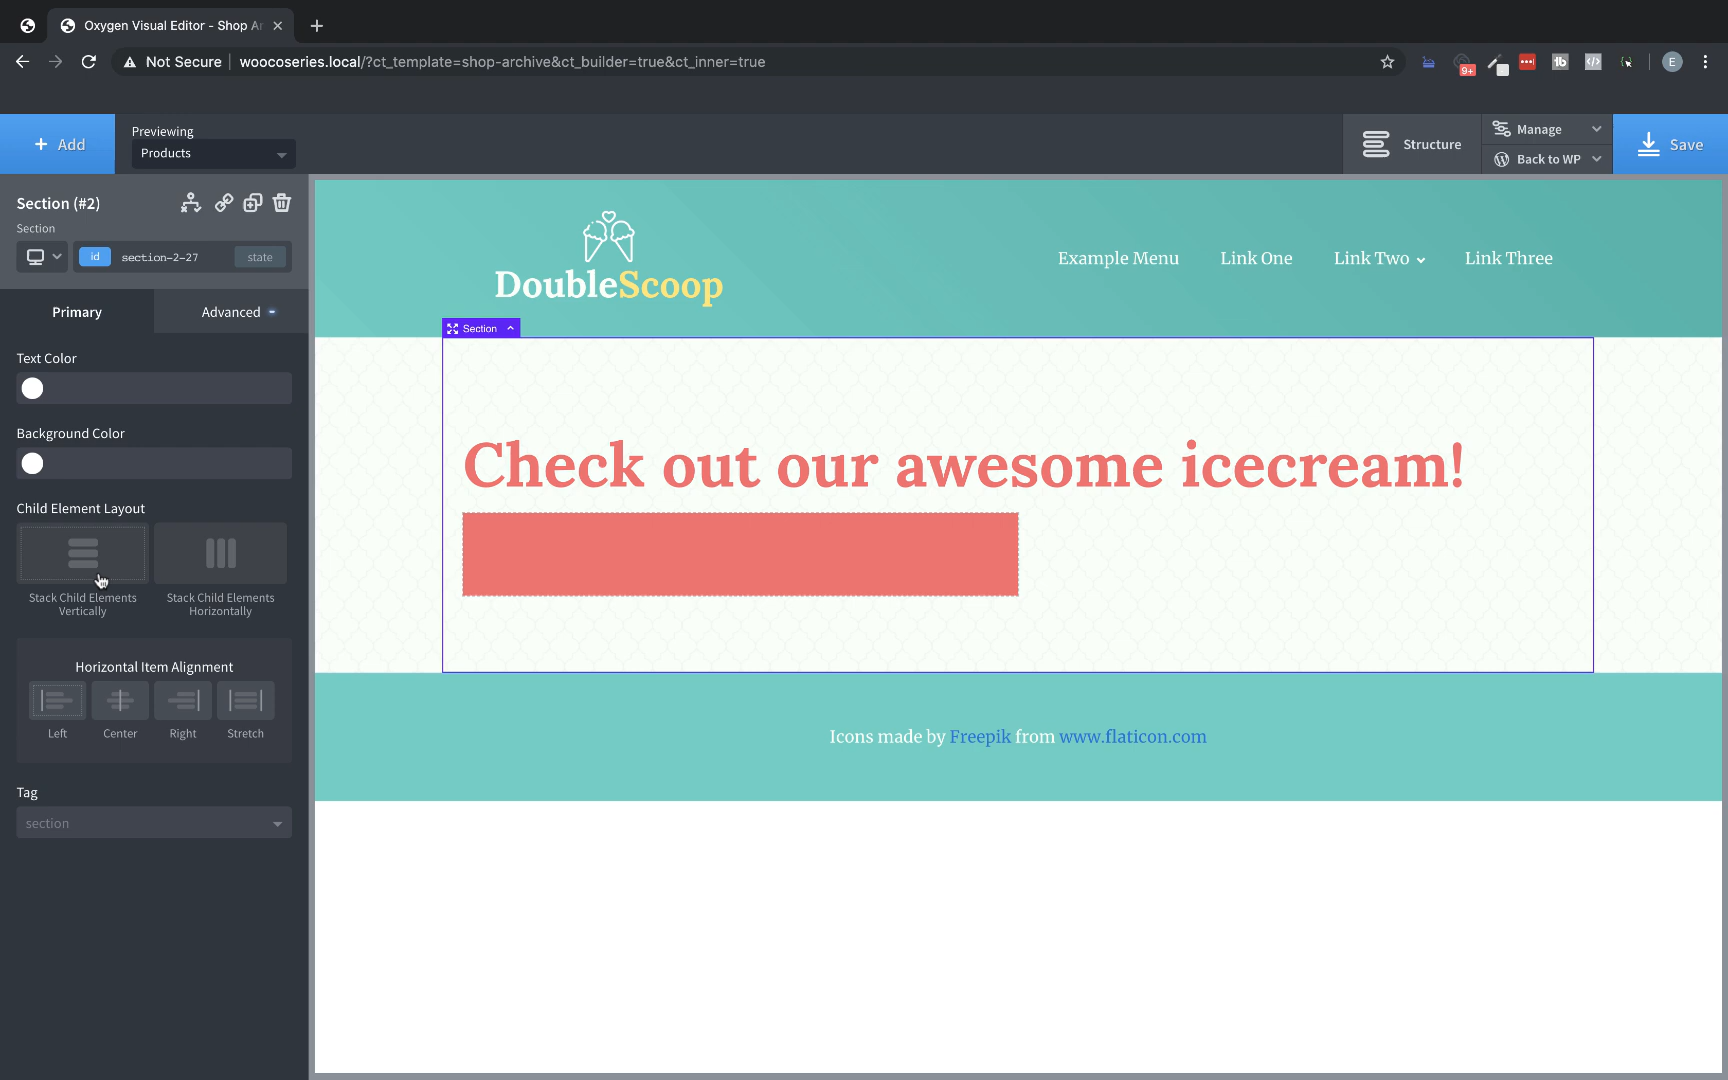 Oxygen Visual Editor - Shop Ar
Not Secure
woocoseries.local/?ct_template=shop-archive&ct_builder=true&ct_inner=true
9+
1b
E
+ Add
Previewing
Products
Structure
Manage
Back to WP
Save
Section (#2)
Section
id
section-2-27
state
Primary
Advanced
Text Color
Background Color
Child Element Layout
Stack Child Elements
Vertically
Stack Child Elements
Horizontally
Horizontal Item Alignment
Left
Center
Right
Stretch
Tag
section
DoubleScoop
Example Menu
Link One
Link Two
Link Three
Section
Check out our awesome icecream!
Icons made by Freepik from www.flaticon.com